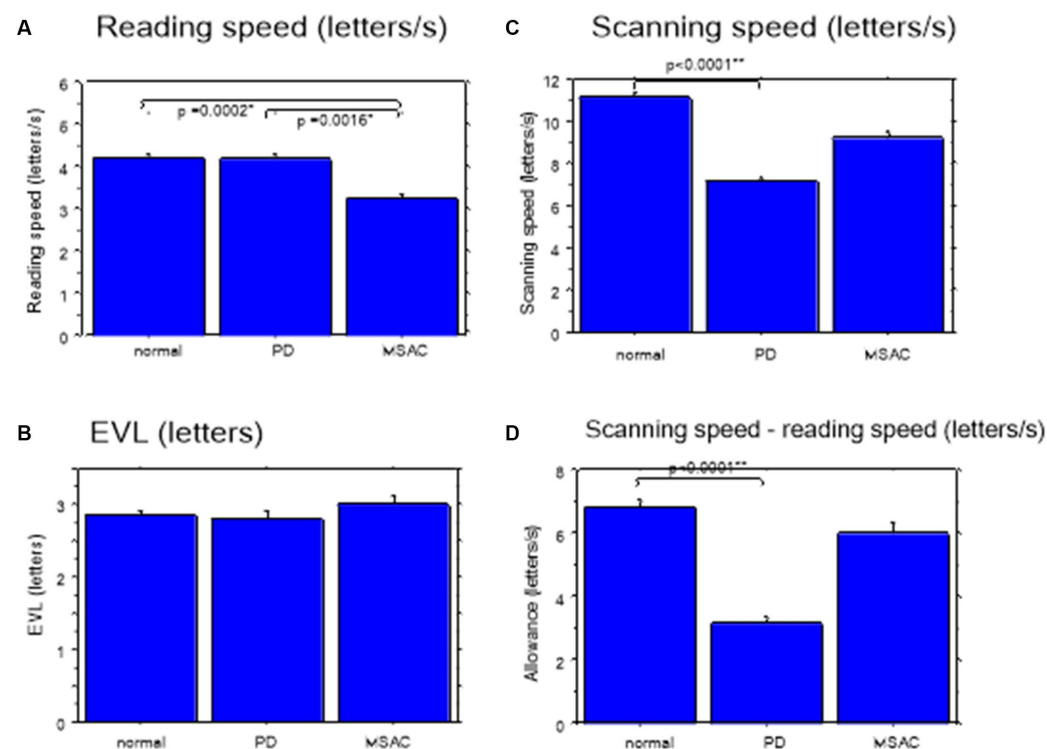 A
Reading speed (letters/s)
6
5
4
3
2
1
0
Reading speed (letters/s)
p =0.0002*
p =0.0016*
normal PD MSAC
C
Scanning speed (letters/s)
12
10
8
6
4
2
0
Scanning speed (letters/s)
p<0.0001**
normal PD MSAC
B
EVL (letters)
3
2
1
0
EVL (letters)
normal PD MSAC
D
Scanning speed - reading speed (letters/s)
8
6
4
2
0
Allowance (letters/s)
p<0.0001**
normal PD MSAC